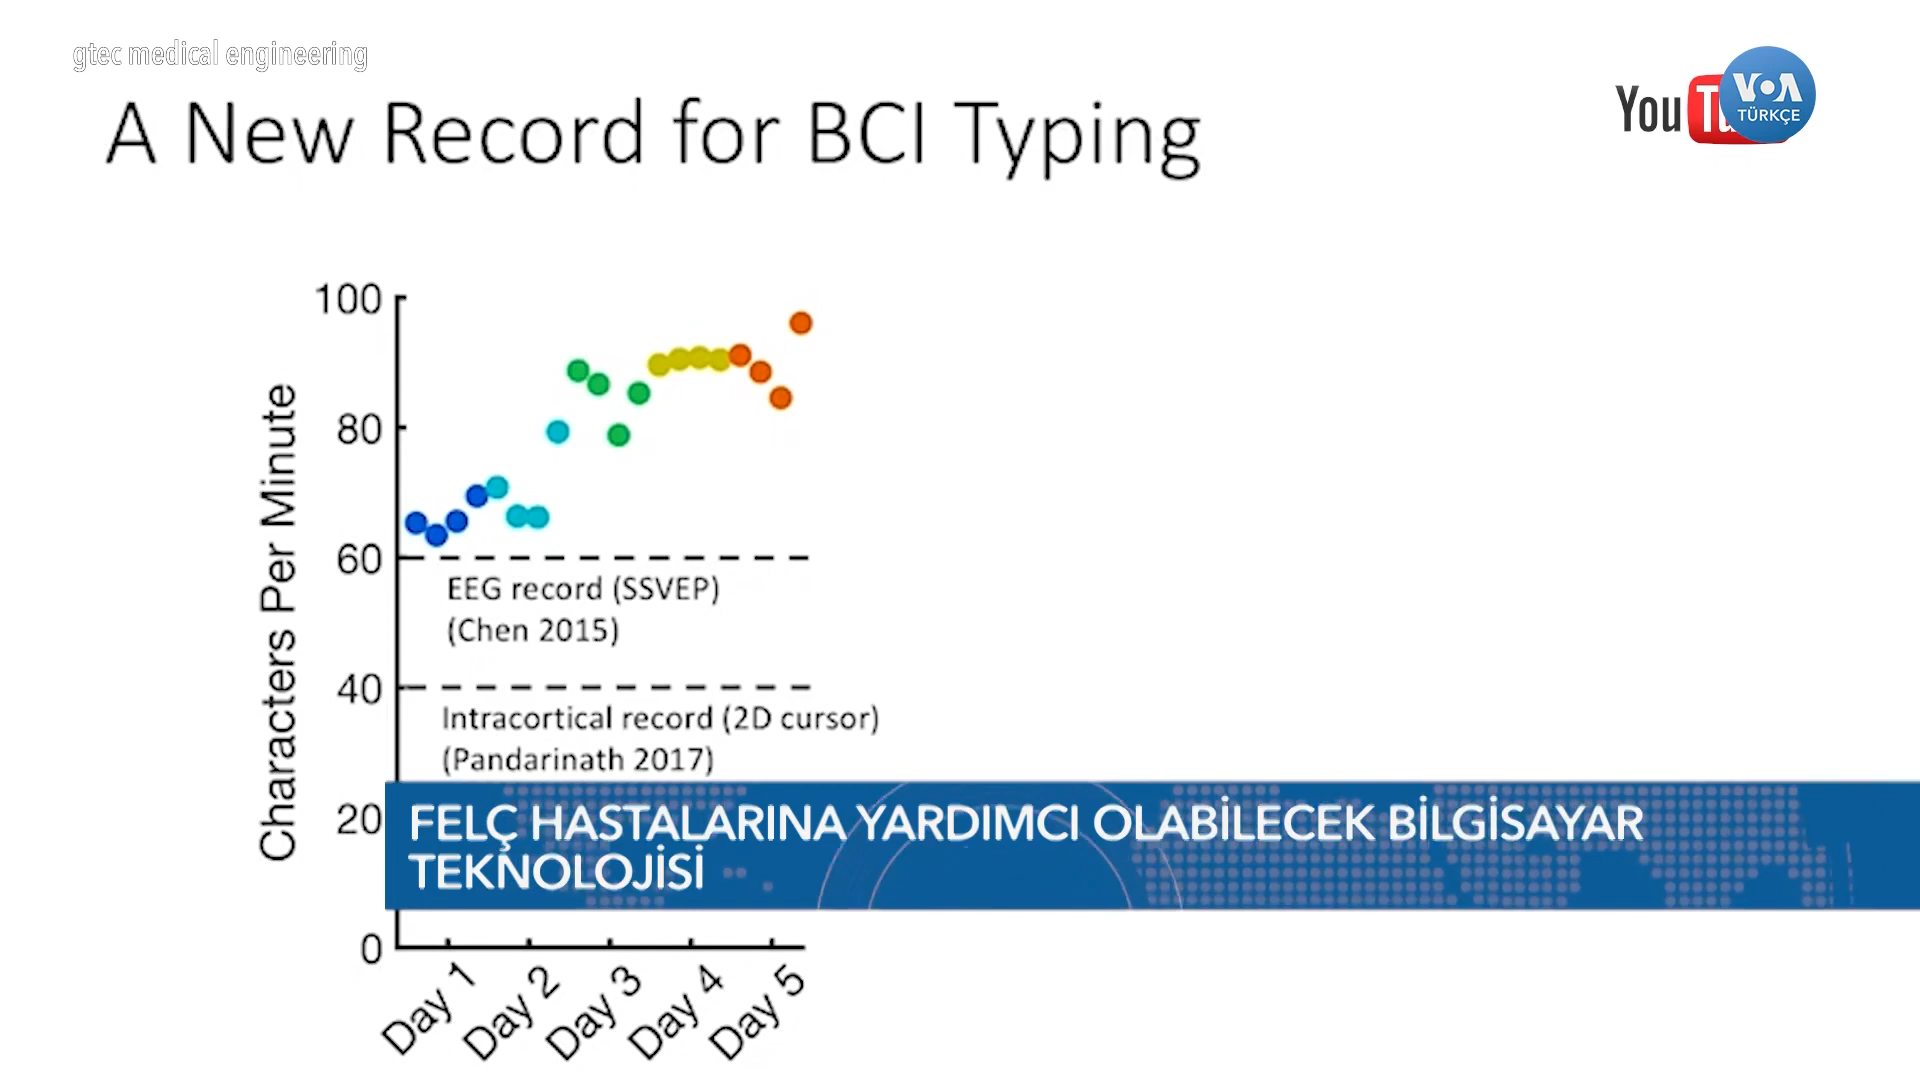 gtec medical engineering
VOA
TÜRKÇE
You
A New Record for BCI Typing
100
80
60
40
20
0
Characters Per Minute
EEG record (SSVEP)
(Chen 2015)
Intracortical record (2D cursor)
(Pandarinath 2017)
FELÇ HASTALARINA YARDIMCI OLABİLECEK BİLGİSAYAR
TEKNOLOJİSİ
Day 1
Day 2
Day 3
Day 4
Day 5